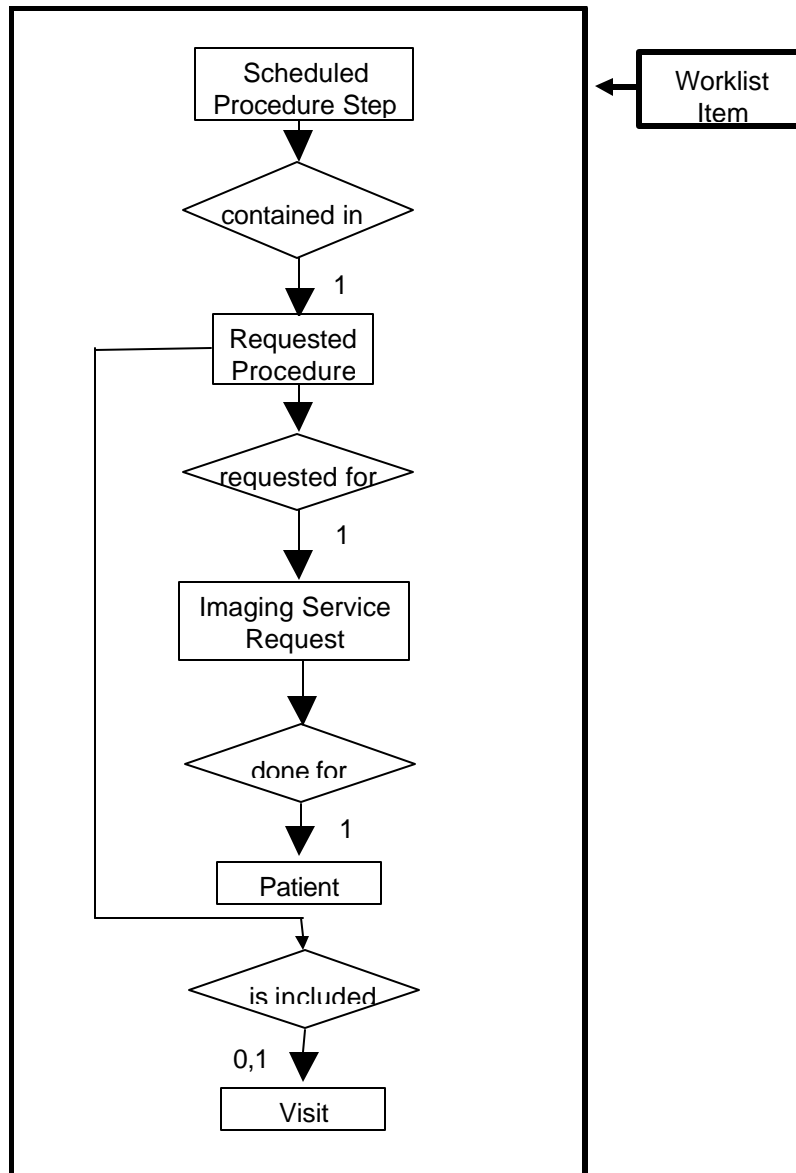 Scheduled
Procedure Step
Worklist
Item
contained in
1
Requested
Procedure
requested for
1
Imaging Service
Request
done for
1
Patient
is included
0,1
Visit